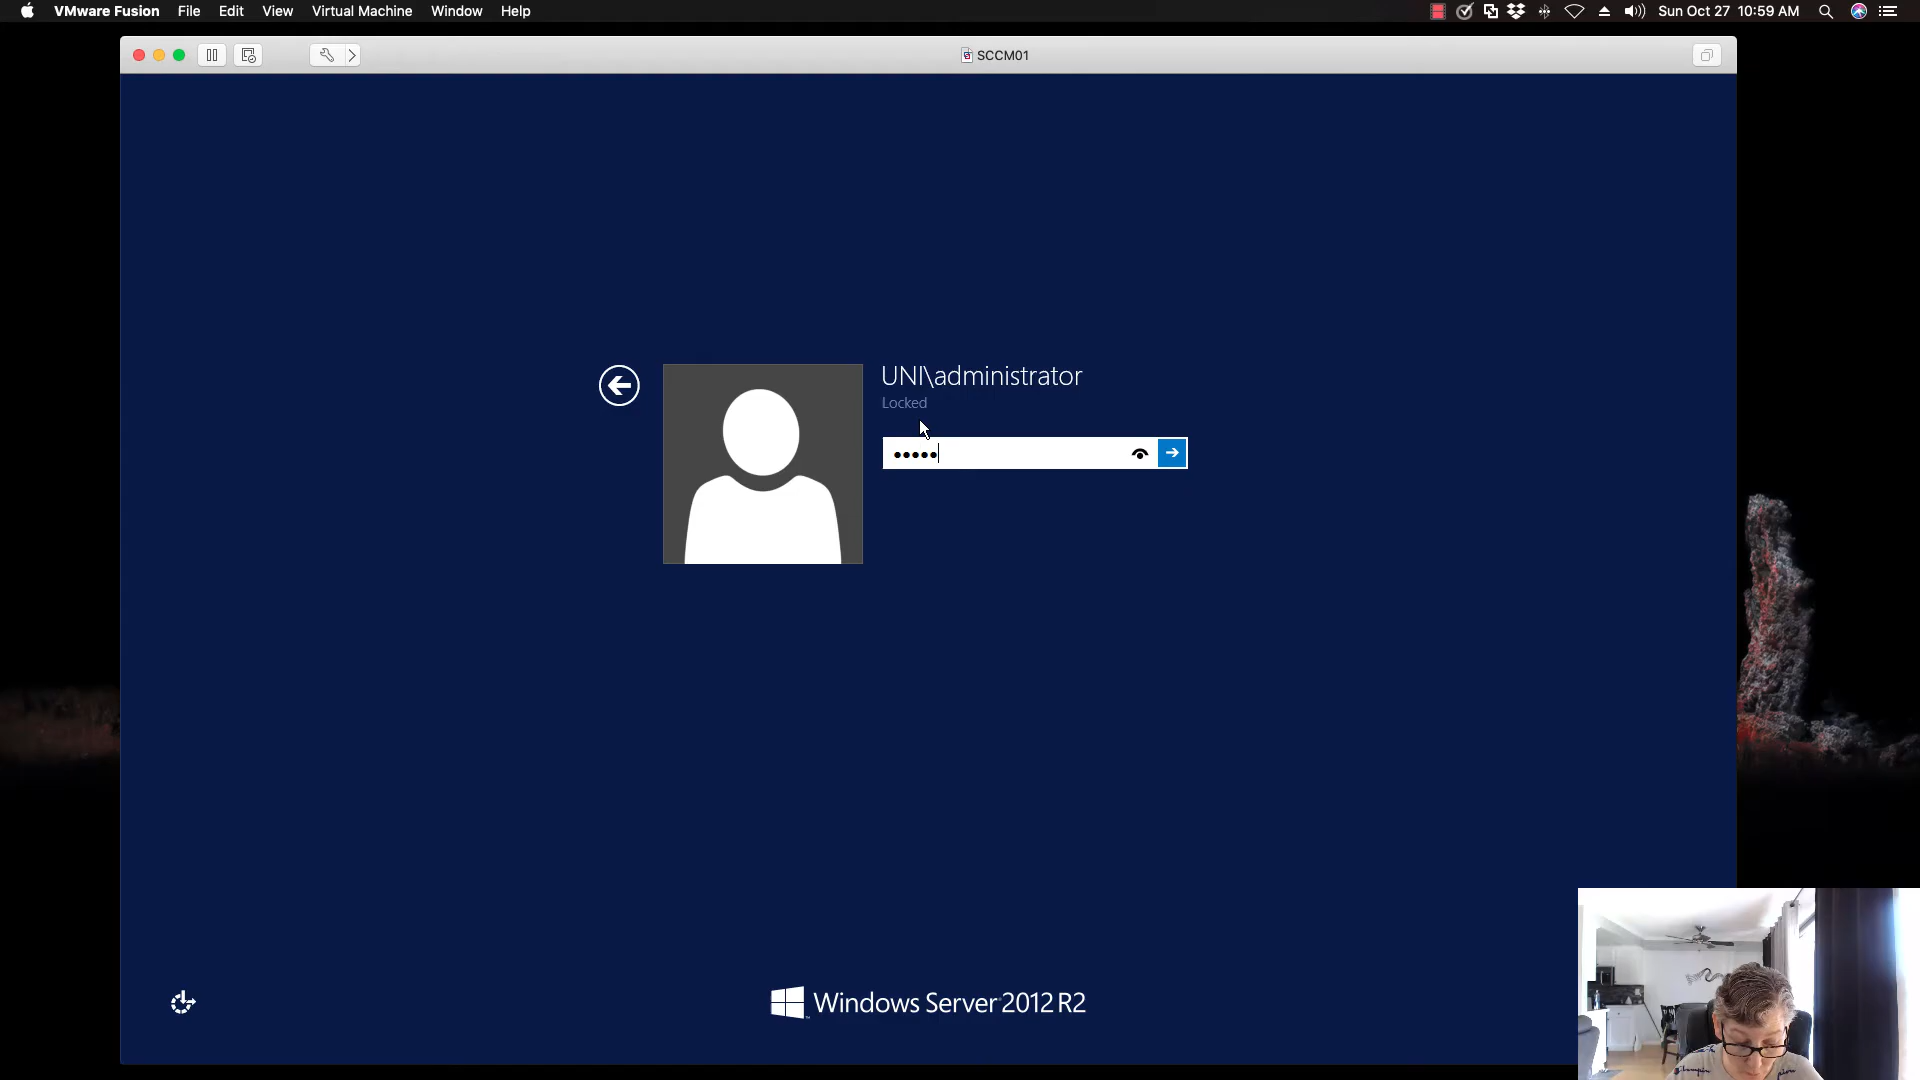 VMware Fusion File Edit View Virtual Machine Window Help Sun Oct 27 10:59 AM
SCCM01
UNI\administrator
Locked
Windows Server 2012 R2